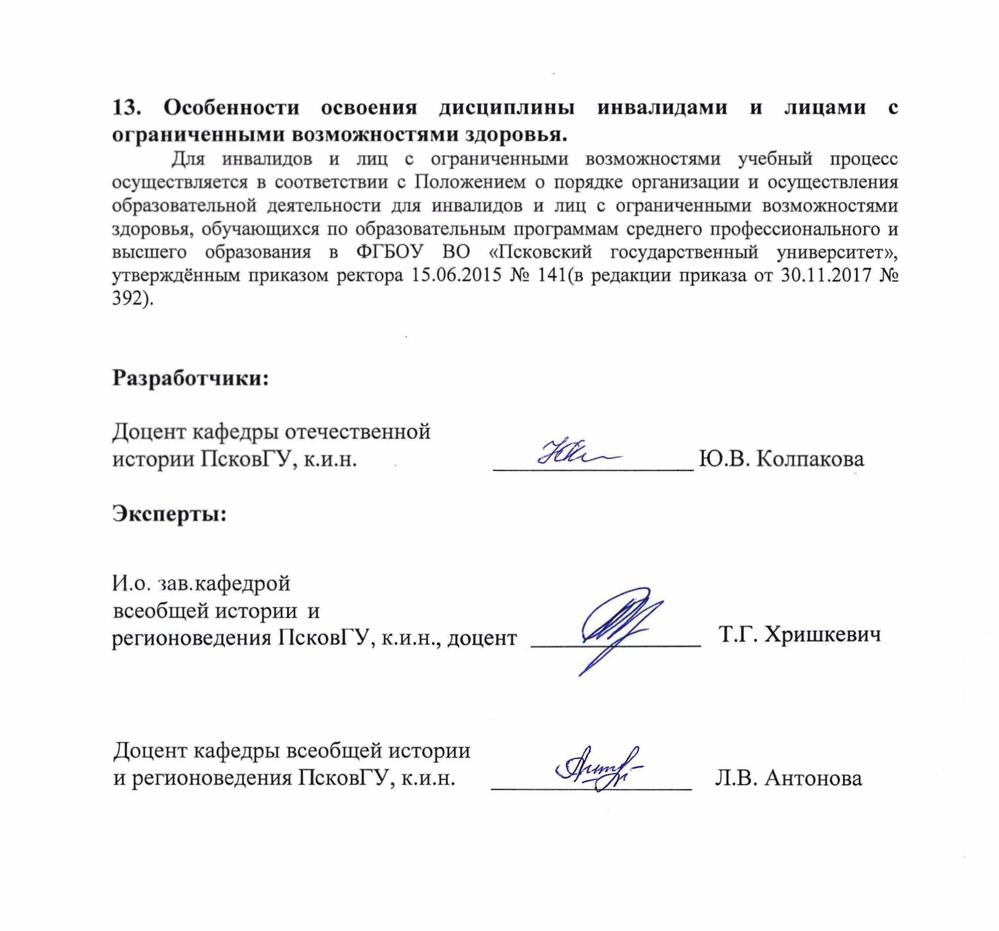 13. Особенности освоения дисциплины инвалидами и лицами с
ограниченными возможностями здоровья.
Для инвалидов и лиц с ограниченными возможностями учебный процесс
осуществляется в соответствии с Положением о порядке организации и осуществления
образовательной деятельности для инвалидов и лиц с ограниченными возможностями
здоровья, обучающихся по образовательным программам среднего профессионального и
высшего образования в ФГБОУ ВО «Псковский государственный университет»,
утверждённым приказом ректора 15.06.2015 № 141(в редакции приказа от 30.11.2017 №
392).
Разработчики:
Доцент кафедры отечественной
истории ПсковГУ, к.и.н. Ю.В. Колпакова
Эксперты:
И.о. зав.кафедрой
всеобщей истории и
регионоведения ПсковГУ, к.и.н., доцент Т.Г. Хришкевич
Доцент кафедры всеобщей истории
и регионоведения ПсковГУ, к.и.н. Л.В. Антонова